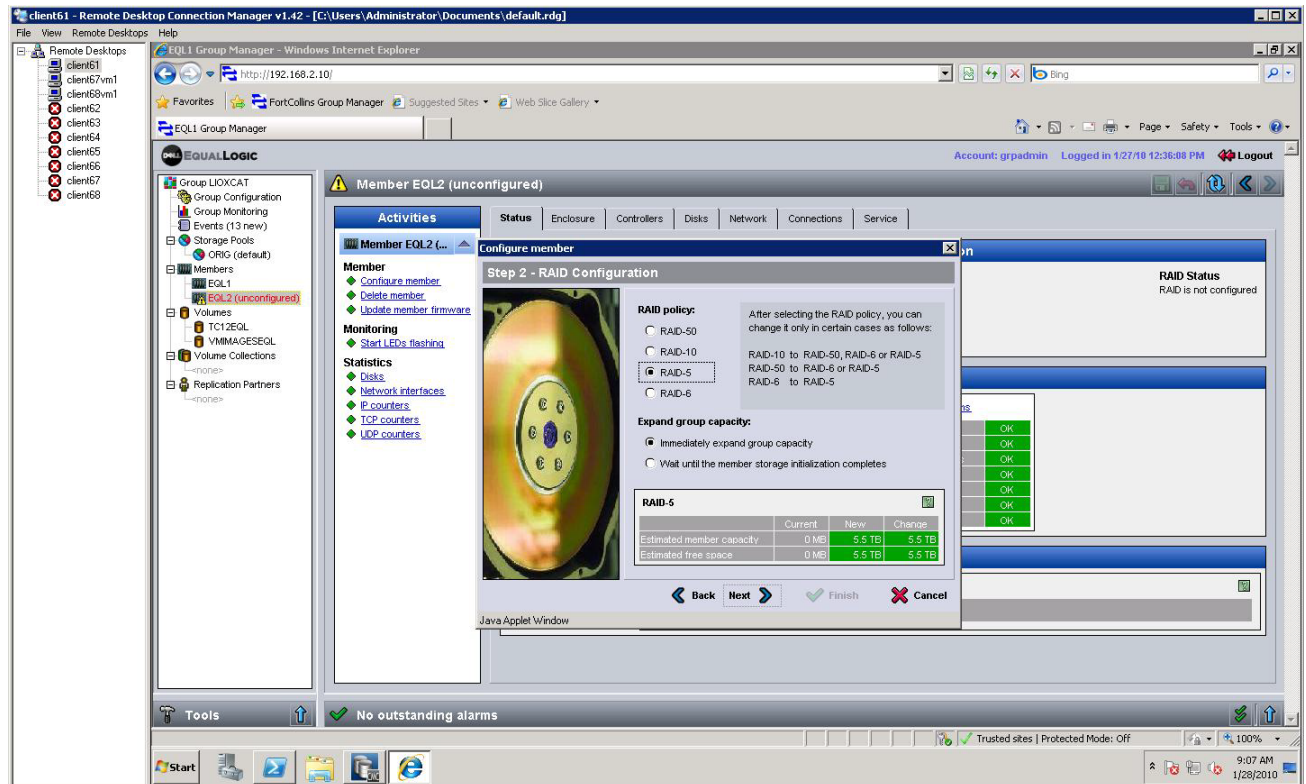 client61 - Remote Desktop Connection Manager v1.42 - [C:\Users\Administrator\Documents\default.rdg]
File View Remote Desktops Help
Remote Desktops
client61
client67vm1
client68vm1
client62
client63
client64
client65
client66
client67
client68
EQL1 Group Manager - Windows Internet Explorer
http://192.168.2.10/
Bing
Favorites
FortCollins Group Manager
Suggested Sites
Web Slice Gallery
EQL1 Group Manager
Page Safety Tools
DELL EQUALLOGIC
Account: grpadmin Logged in 1/27/10 12:36:08 PM Logout
Group LIOXCAT
Group Configuration
Group Monitoring
Events (13 new)
Storage Pools
ORIG (default)
Members
EQL1
EQL2 (unconfigured)
Volumes
TC12EQL
VMIMAGESEQL
Volume Collections
<none>
Replication Partners
<none>
Tools
Member EQL2 (unconfigured)
Activities
Member EQL2 (...
Member
Configure member
Delete member
Update member firmware
Monitoring
Start LEDs flashing
Statistics
Disks
Network interfaces
IP counters
TCP counters
UDP counters
Status Enclosure Controllers Disks Network Connections Service
RAID Status
RAID is not configured
OK
OK
OK
OK
OK
OK
OK
Configure member
Step 2 - RAID Configuration
RAID policy:
RAID-50
RAID-10
RAID-5
RAID-6
After selecting the RAID policy, you can
change it only in certain cases as follows:
RAID-10 to RAID-50, RAID-6 or RAID-5
RAID-50 to RAID-6 or RAID-5
RAID-6 to RAID-5
Expand group capacity:
Immediately expand group capacity
Wait until the member storage initialization completes
RAID-5
Current New Change
Estimated member capacity 0 MB 5.5 TB 5.5 TB
Estimated free space 0 MB 5.5 TB 5.5 TB
Back Next Finish Cancel
Java Applet Window
No outstanding alarms
Trusted sites | Protected Mode: Off
100%
Start
9:07 AM
1/28/2010